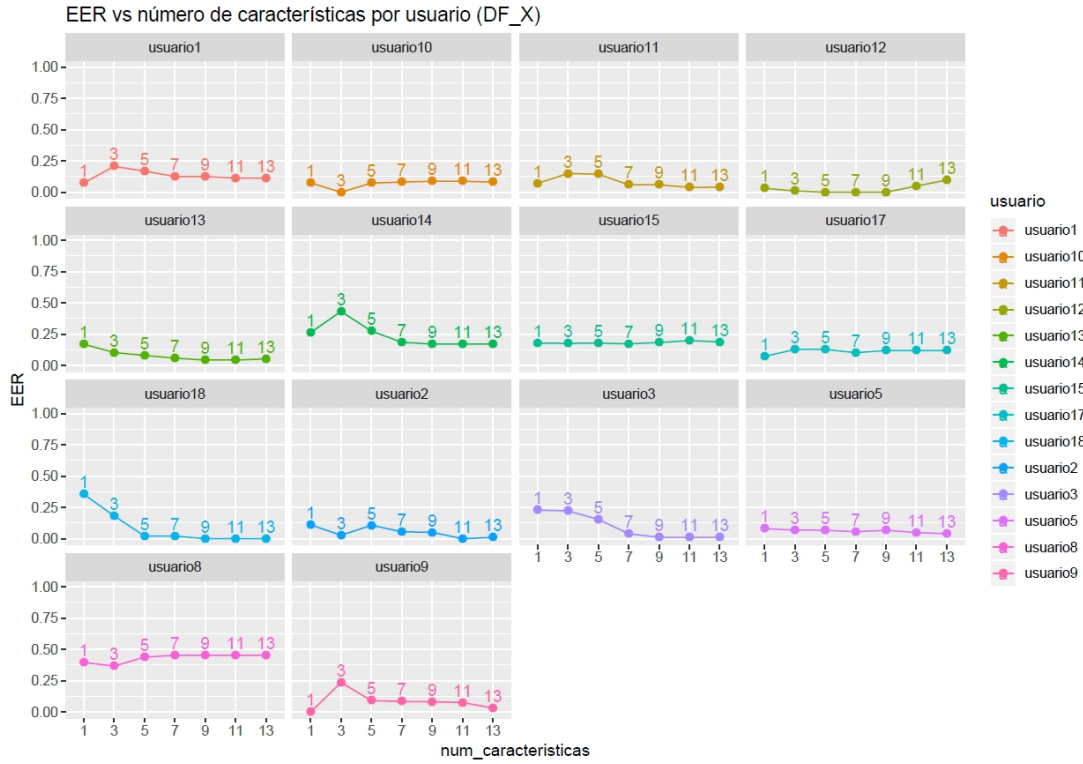 EER vs número de características por usuario (DF_X)
usuario1 usuario10 usuario11 usuario12
1.00
0.75
0.50
0.25
0.00
1 3 5 7 9 11 13
1 3 5 7 9 11 13
1 3 5 7 9 11 13
1 3 5 7 9 11 13
usuario13 usuario14 usuario15 usuario17
1.00
0.75
0.50
0.25
0.00
1 3 5 7 9 11 13
1 3 5 7 9 11 13
1 3 5 7 9 11 13
1 3 5 7 9 11 13
EER
usuario18 usuario2 usuario3 usuario5
1.00
0.75
0.50
0.25
0.00
1 3 5 7 9 11 13
1 3 5 7 9 11 13
1 3 5 7 9 11 13
1 3 5 7 9 11 13
1 3 5 7 9 11 13
1 3 5 7 9 11 13
usuario8 usuario9
1.00
0.75
0.50
0.25
0.00
1 3 5 7 9 11 13
1 3 5 7 9 11 13
1 3 5 7 9 11 13
1 3 5 7 9 11 13
num_caracteristicas
usuario
usuario1
usuario10
usuario11
usuario12
usuario13
usuario14
usuario15
usuario17
usuario18
usuario2
usuario3
usuario5
usuario8
usuario9